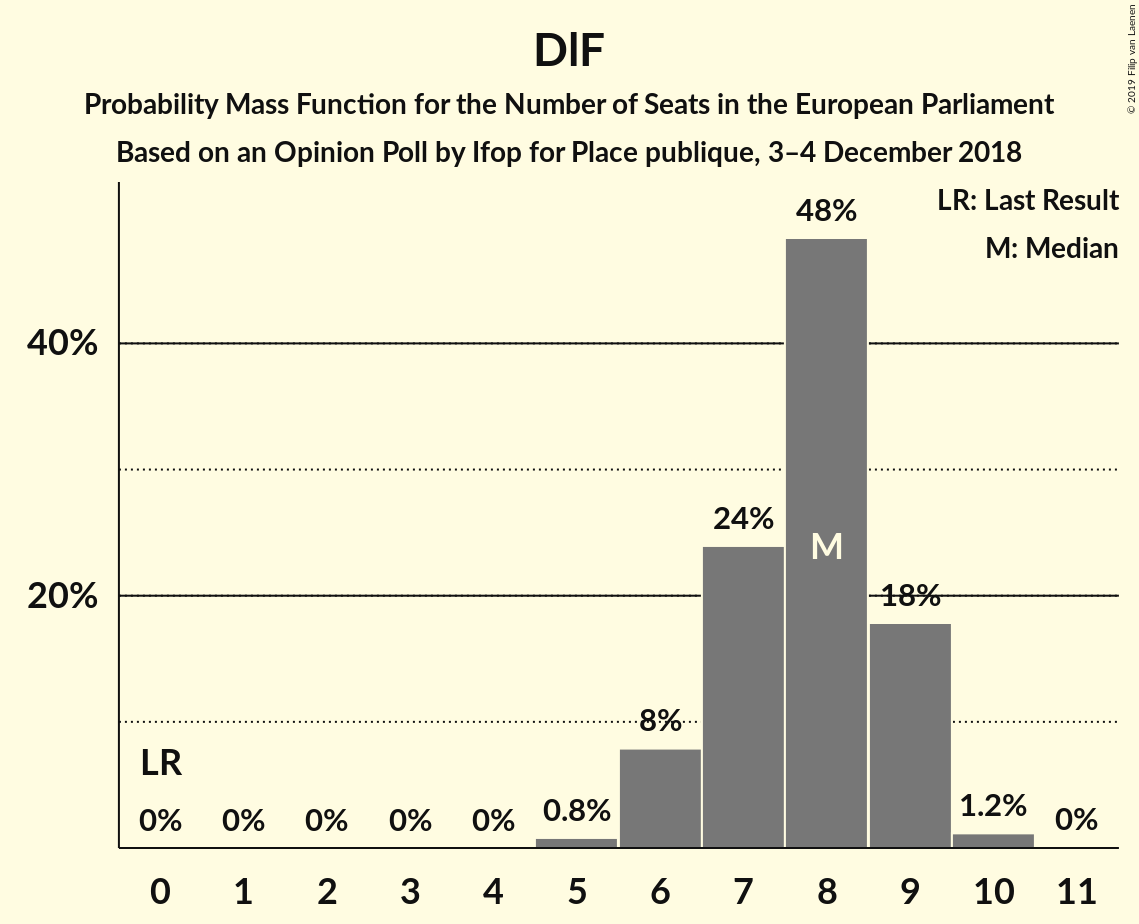 DlF
Probability Mass Function for the Number of Seats in the European Parliament
Based on an Opinion Poll by Ifop for Place publique, 3–4 December 2018
© 2019 Filip van Laenen
LR: Last Result
M: Median
48%
40%
24%
M
20%
18%
8%
LR
0% 0% 0% 0% 0% 0.8% 1.2% 0%
0 1 2 3 4 5 6 7 8 9 10 11